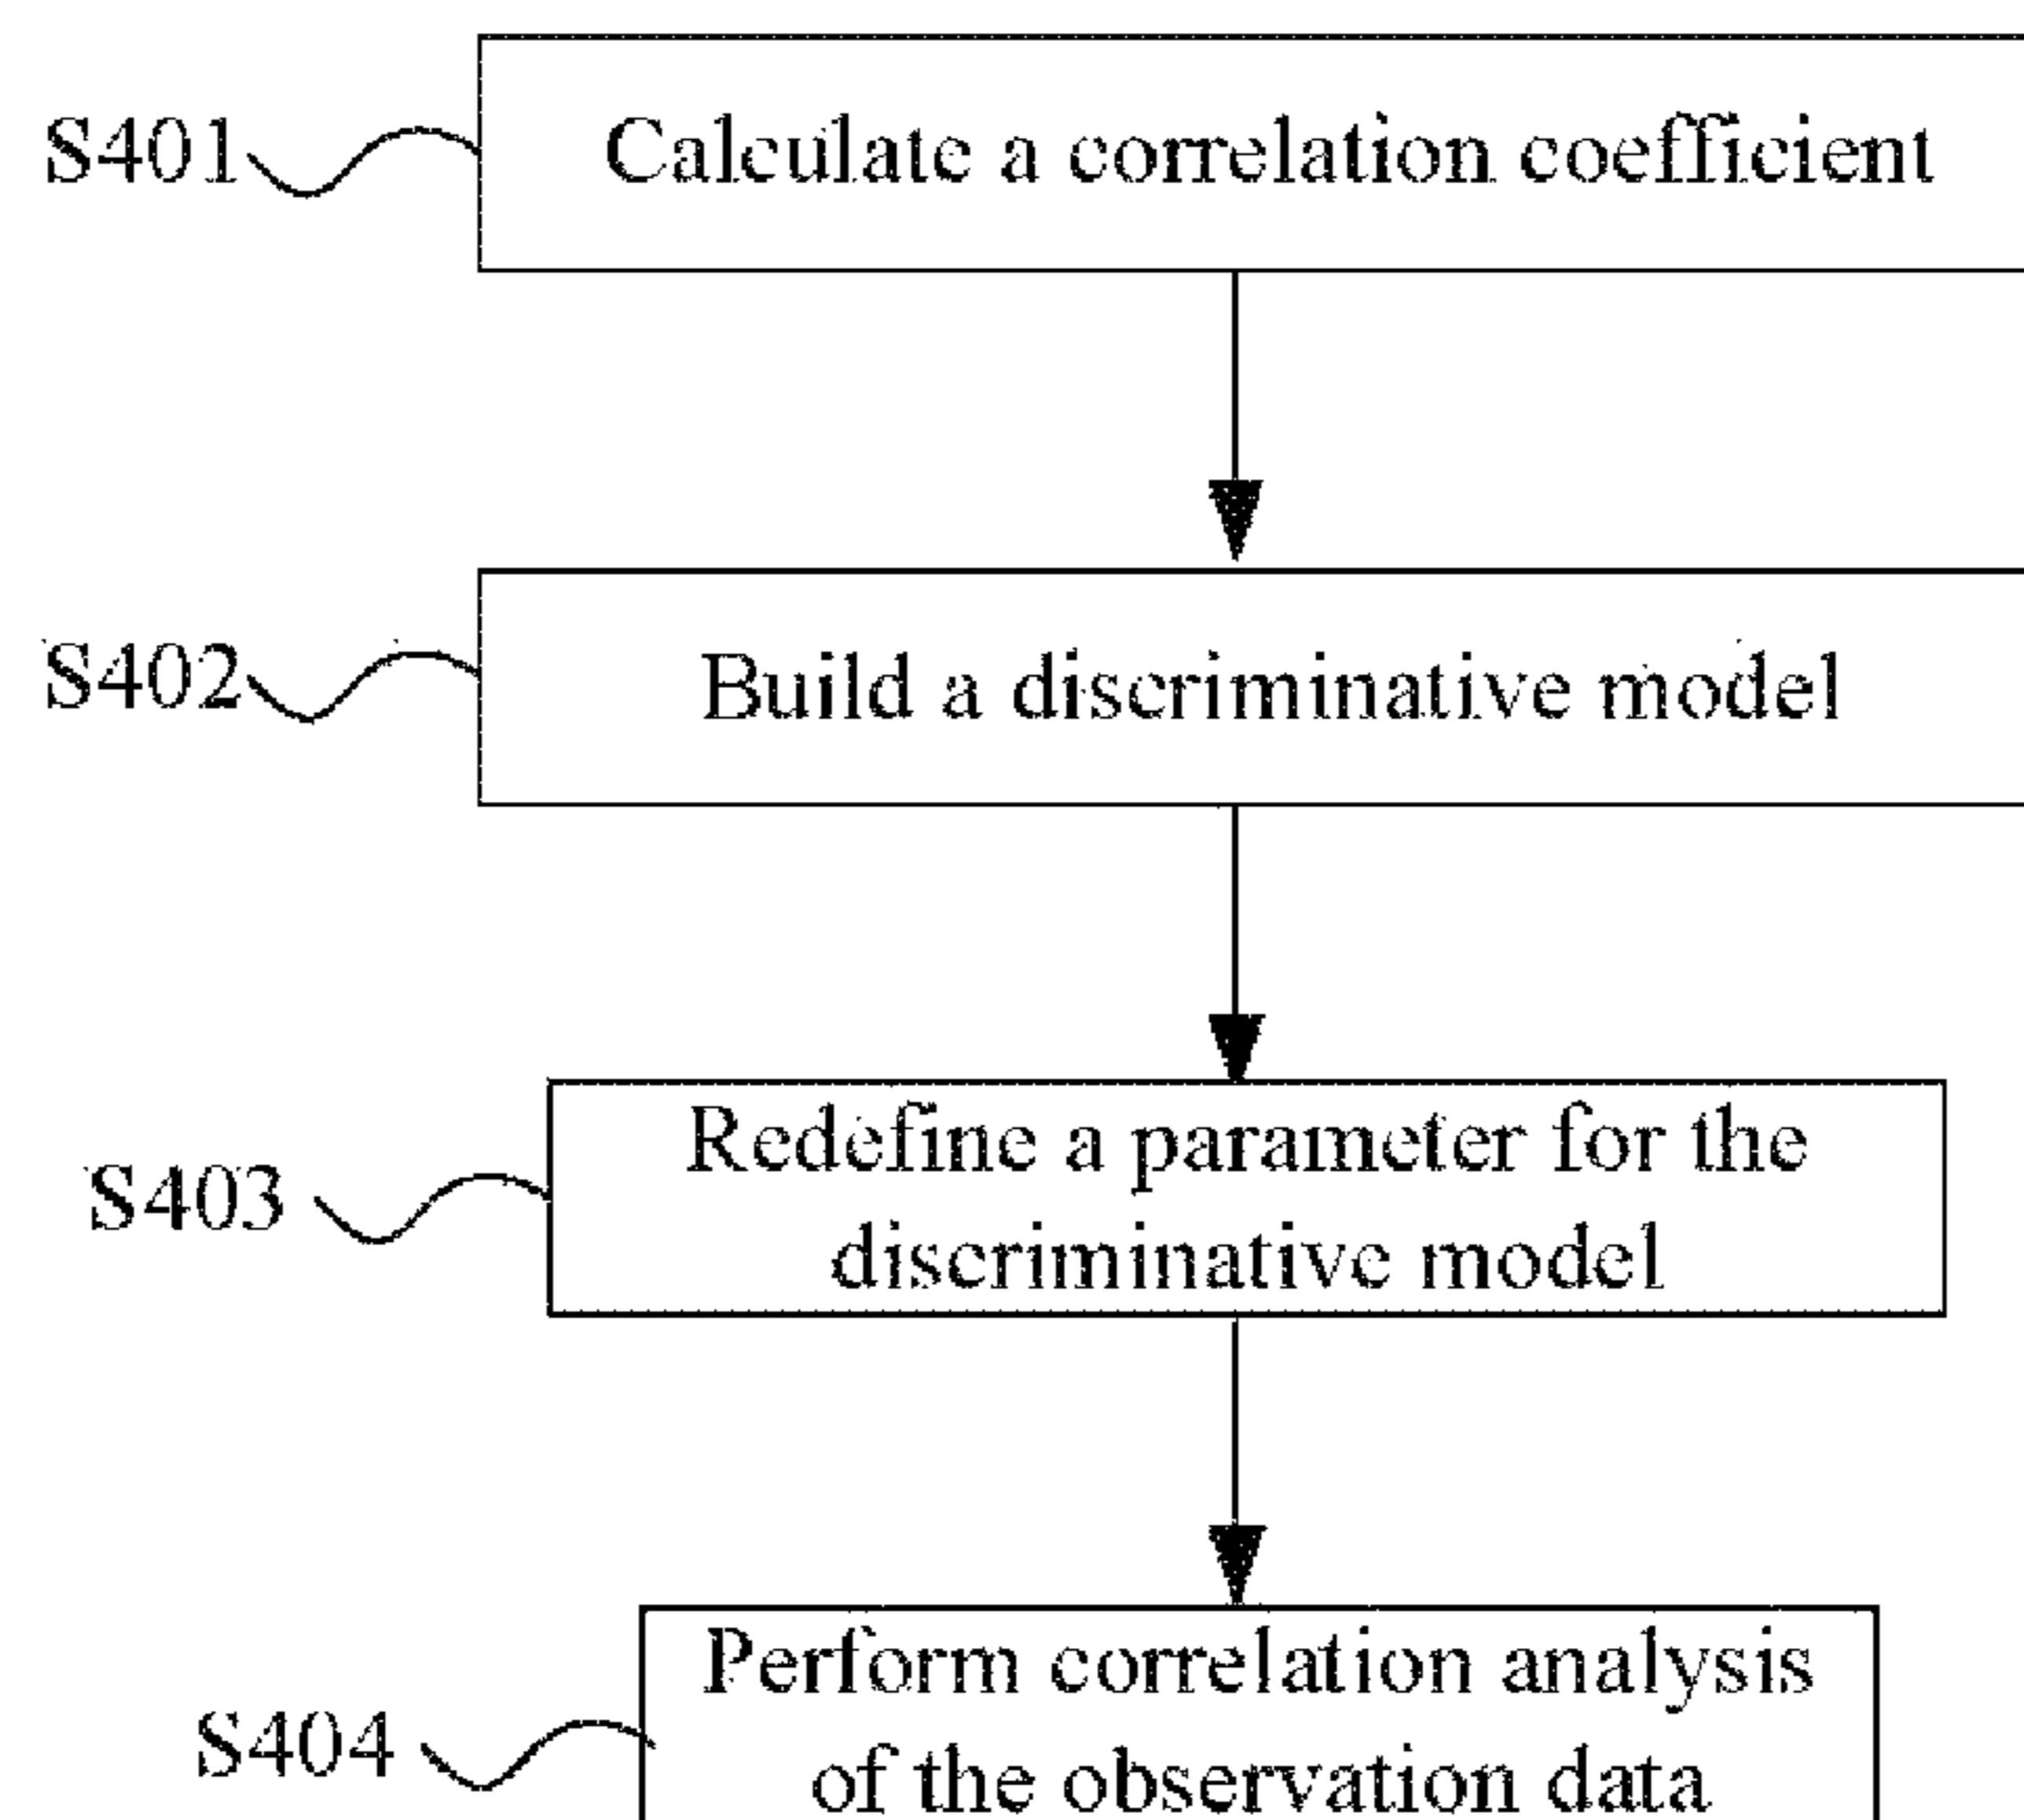 S401 Calculate a correlation coefficient
S402 Build a discriminative model
Redefine a parameter for the
S403
discriminative model
Perform correlation analysis
S404
of the observation data